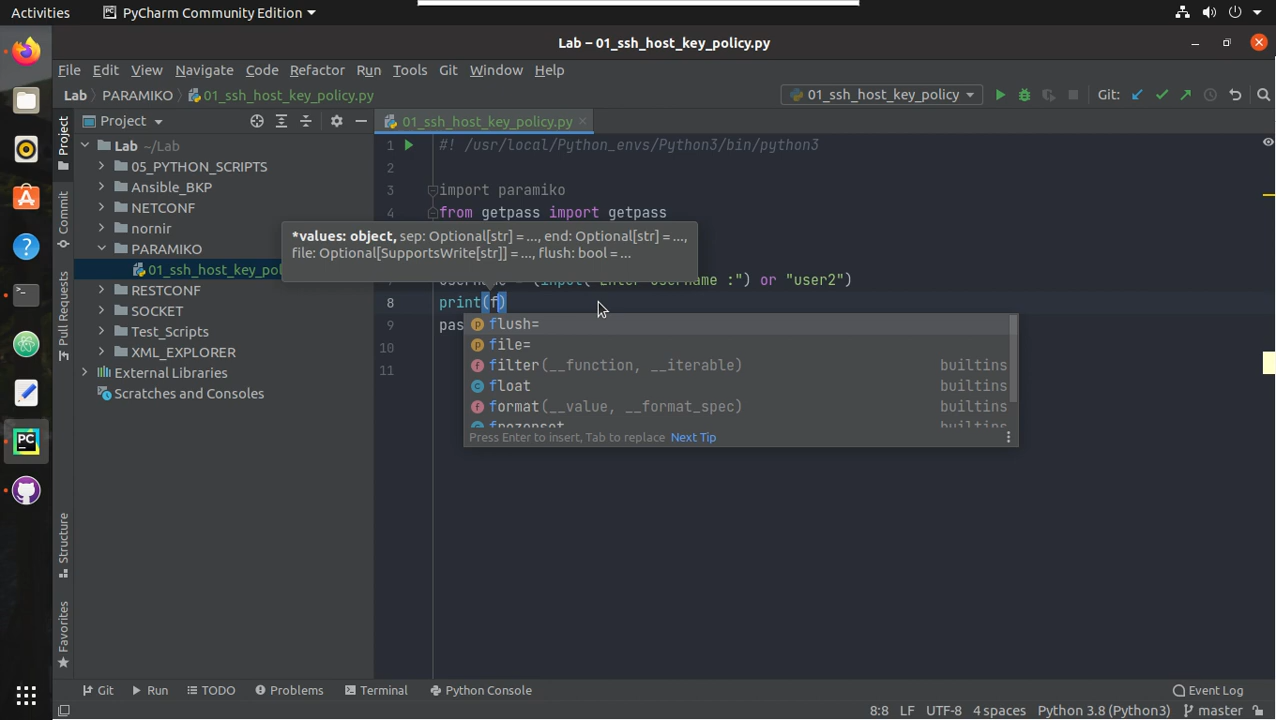 Activities PyCharm Community Edition
Lab – 01_ssh_host_key_policy.py
File Edit View Navigate Code Refactor Run Tools Git Window Help
Lab PARAMIKO 01_ssh_host_key_policy.py 01_ssh_host_key_policy Git:
Project 01_ssh_host_key_policy.py
Project
Commit
Pull Requests
Structure
Favorites
Lab ~/Lab
05_PYTHON_SCRIPTS
Ansible_BKP
NETCONF
nornir
PARAMIKO
01_ssh_host_key_pol
RESTCONF
SOCKET
Test_Scripts
XML_EXPLORER
External Libraries
Scratches and Consoles
1 #! /usr/local/Python_envs/Python3/bin/python3
2
3 import paramiko
4 from getpass import getpass
*values: object, sep: Optional[str] = ..., end: Optional[str] = ...,
file: Optional[SupportsWrite[str]] = ..., flush: bool = ...
(input("Enter Username :") or "user2")
8 print(f)
9 pas
10
11
flush=
file=
filter(__function, __iterable) builtins
float builtins
format(__value, __format_spec) builtins
frozenset builtins
Press Enter to insert, Tab to replace Next Tip
Git Run TODO Problems Terminal Python Console Event Log
8:8 LF UTF-8 4 spaces Python 3.8 (Python3) master